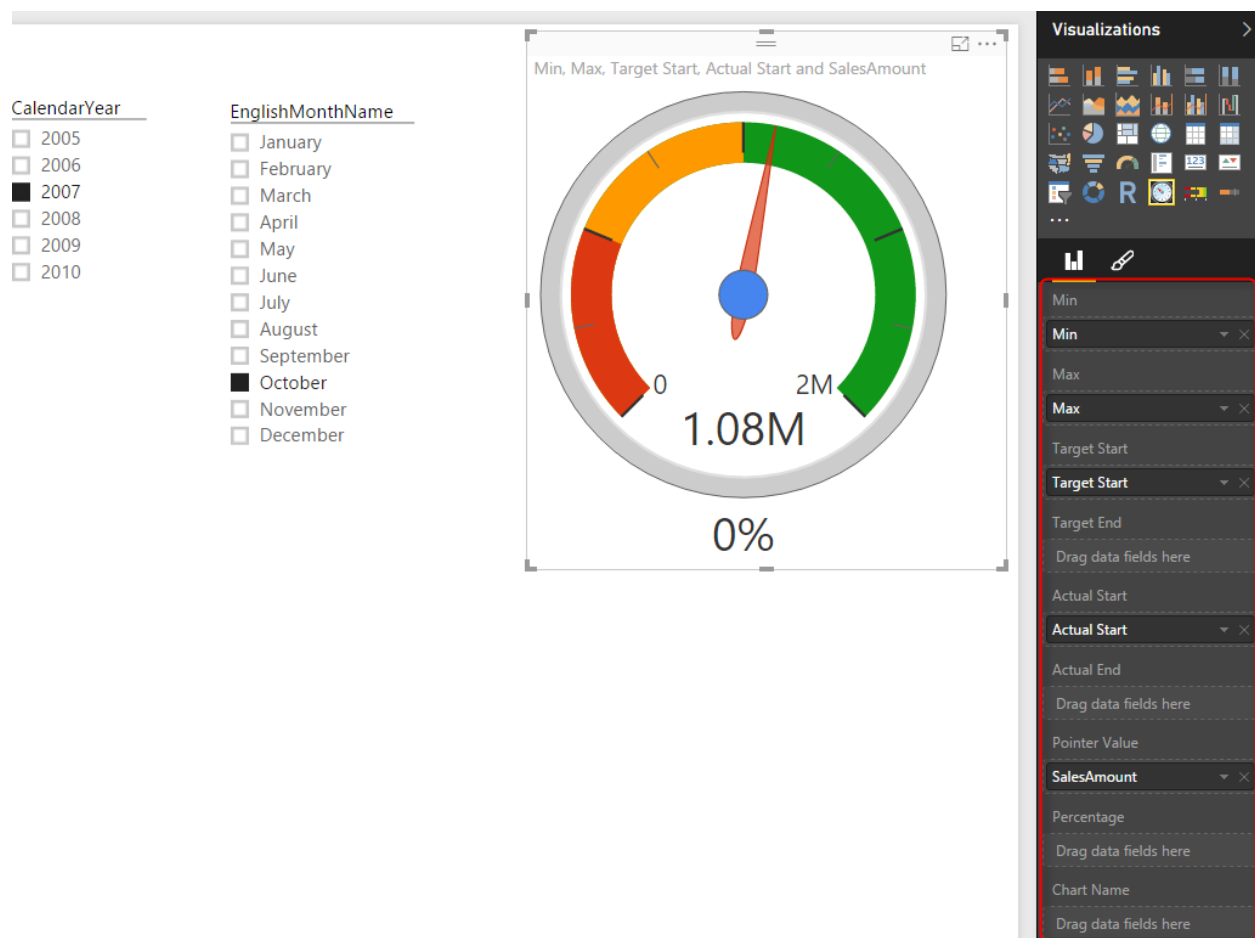 Visualizations
Min, Max, Target Start, Actual Start and SalesAmount
CalendarYear
2005
2006
2007
2008
2009
2010
EnglishMonthName
January
February
March
April
May
June
July
August
September
October
November
December
0
2M
1.08M
0%
123
R
Min
Min
Max
Max
Target Start
Target Start
Target End
Drag data fields here
Actual Start
Actual Start
Actual End
Drag data fields here
Pointer Value
SalesAmount
Percentage
Drag data fields here
Chart Name
Drag data fields here